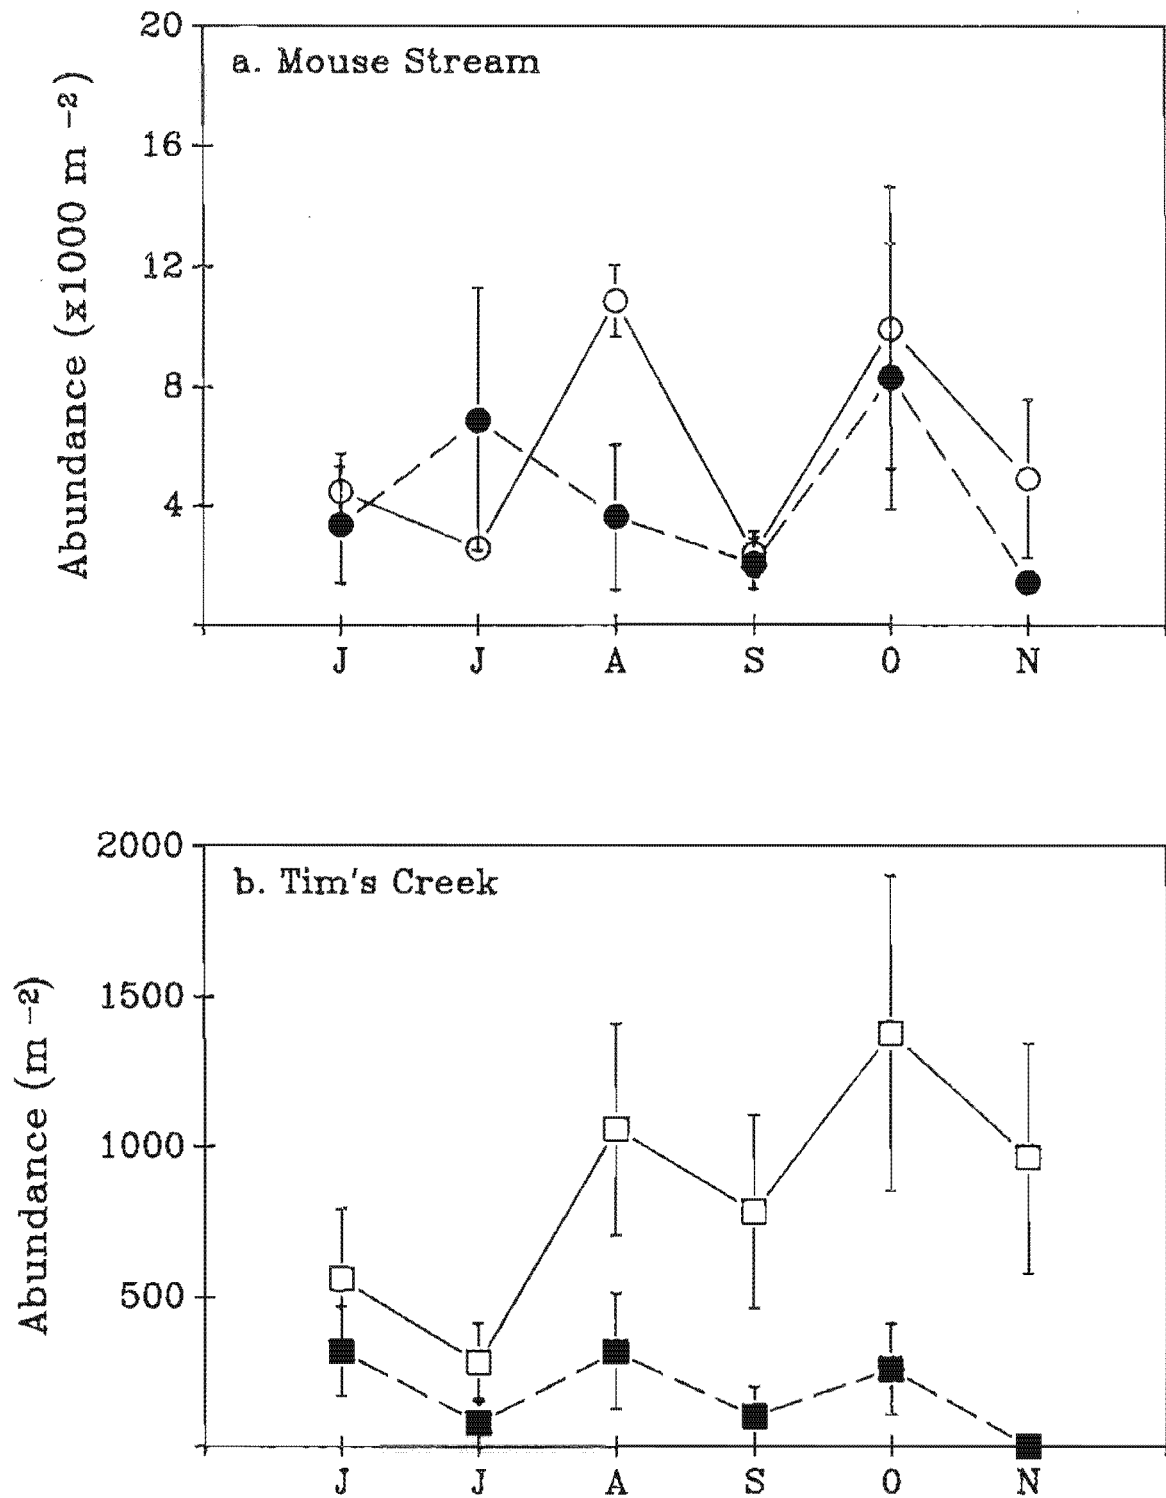 20
a. Mouse Stream
16
12
8
4
Abundance (x1000 m −2)
J J A S O N
2000
b. Tim's Creek
1500
1000
500
Abundance (m −2)
J J A S O N